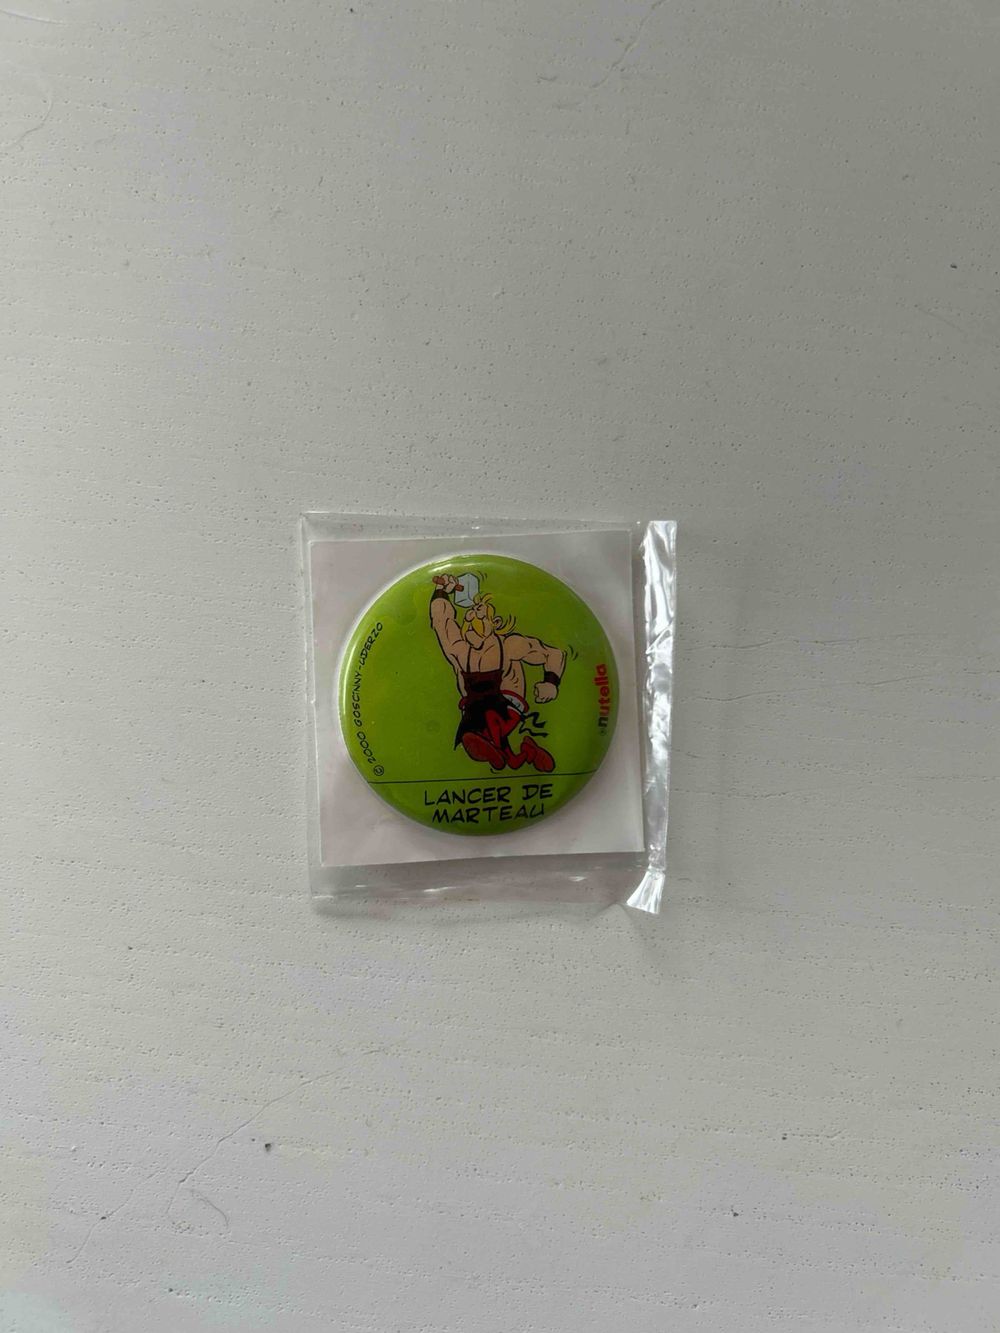 © 2000 GOSCINNY-UDERZO
nutella
LANCER DE
MARTEAU